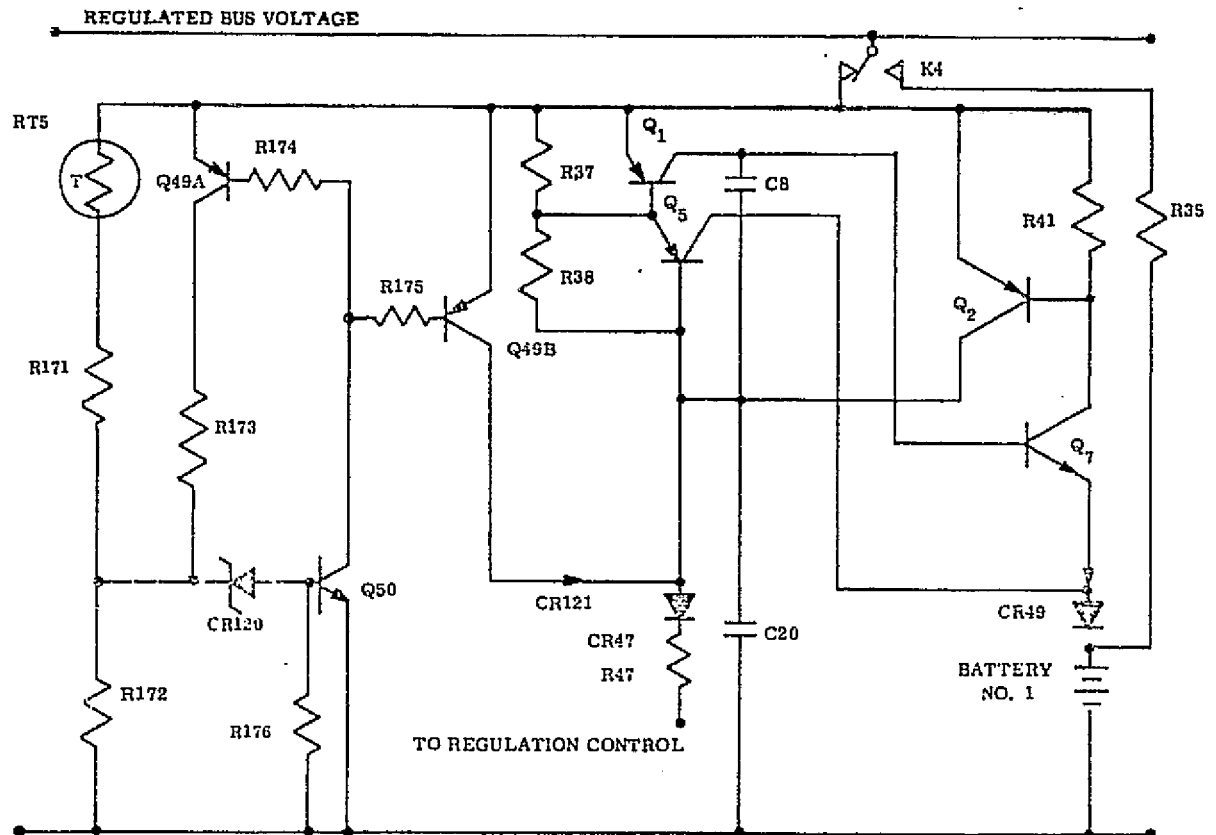 REGULATED BUS VOLTAGE
K4
RT5
T
Q49A
R174
Q1
R37
C8
Q5
R41
R35
R38
R175
Q2
Q49B
R171
R173
Q7
Q50
CR120
CR121
CR49
CR47
R47
C20
BATTERY
NO. 1
R172
R176
TO REGULATION CONTROL